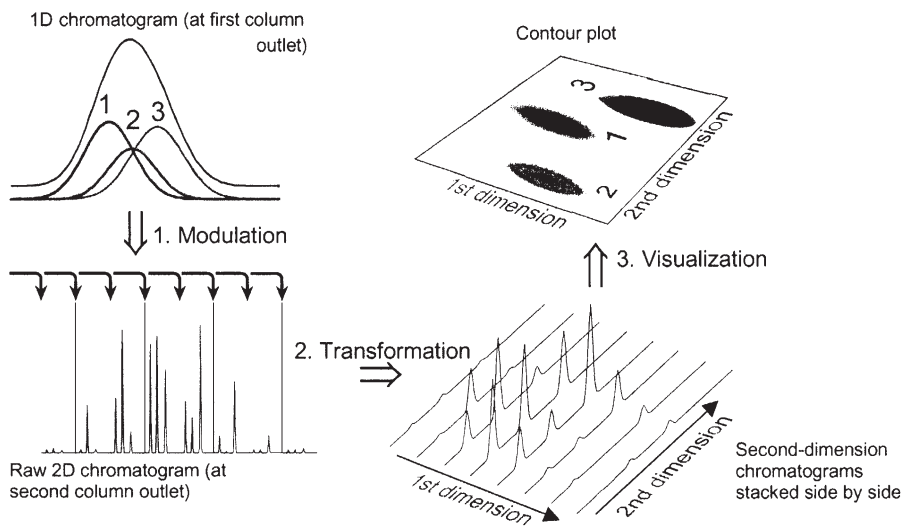 1D chromatogram (at first column
outlet)
1
2
3
1. Modulation
Raw 2D chromatogram (at
second column outlet)
2. Transformation
1st dimension
2nd dimension
Second-dimension
chromatograms
stacked side by side
3. Visualization
Contour plot
3
1
2
1st dimension
2nd dimension